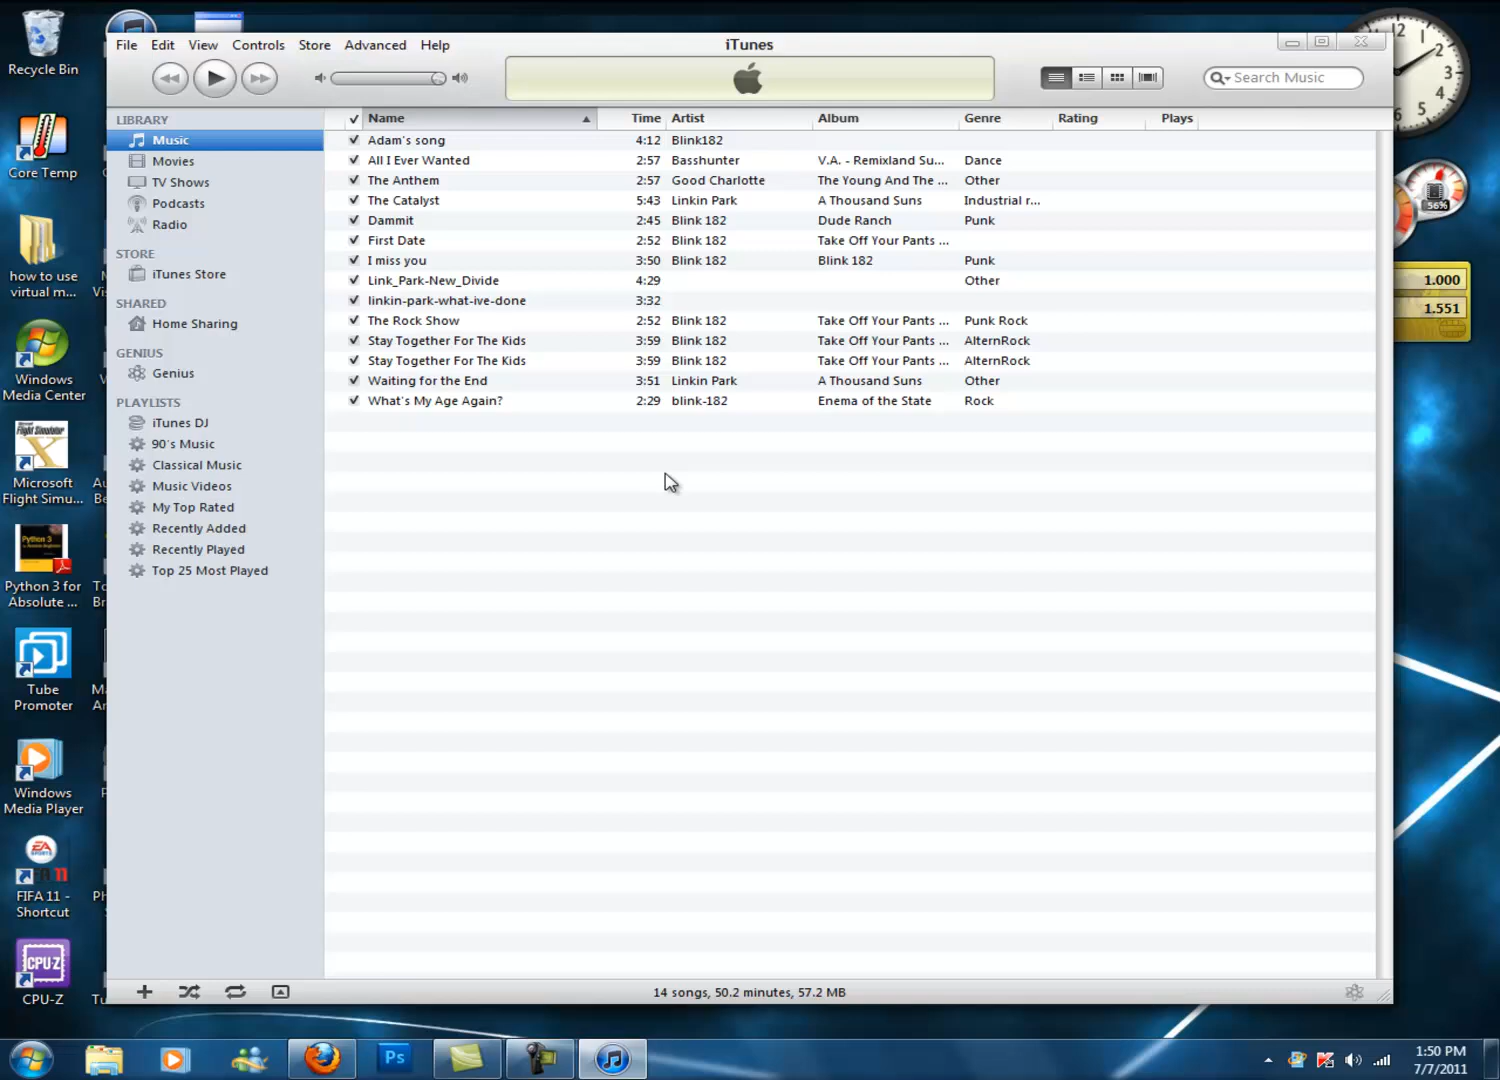 Recycle Bin
Core Temp
how to use
virtual m...
Windows
Media Center
Microsoft
Flight Simu...
Python 3 for
Absolute ...
Tube
Promoter
Windows
Media Player
FIFA 11 -
Shortcut
CPU-Z
iTunes
File Edit View Controls Store Advanced Help
Search Music
LIBRARY
Music
Movies
TV Shows
Podcasts
Radio
STORE
iTunes Store
SHARED
Home Sharing
GENIUS
Genius
PLAYLISTS
iTunes DJ
90's Music
Classical Music
Music Videos
My Top Rated
Recently Added
Recently Played
Top 25 Most Played
Name Time Artist Album Genre Rating Plays
Adam's song 4:12 Blink182
All I Ever Wanted 2:57 Basshunter V.A. - Remixland Su... Dance
The Anthem 2:57 Good Charlotte The Young And The ... Other
The Catalyst 5:43 Linkin Park A Thousand Suns Industrial r...
Dammit 2:45 Blink 182 Dude Ranch Punk
First Date 2:52 Blink 182 Take Off Your Pants ...
I miss you 3:50 Blink 182 Blink 182 Punk
Link_Park-New_Divide 4:29 Other
linkin-park-what-ive-done 3:32
The Rock Show 2:52 Blink 182 Take Off Your Pants ... Punk Rock
Stay Together For The Kids 3:59 Blink 182 Take Off Your Pants ... AlternRock
Stay Together For The Kids 3:59 Blink 182 Take Off Your Pants ... AlternRock
Waiting for the End 3:51 Linkin Park A Thousand Suns Other
What's My Age Again? 2:29 blink-182 Enema of the State Rock
14 songs, 50.2 minutes, 57.2 MB
12
1
2
3
4
5
6
56%
1.000
1.551
Ps
1:50 PM
7/7/2011